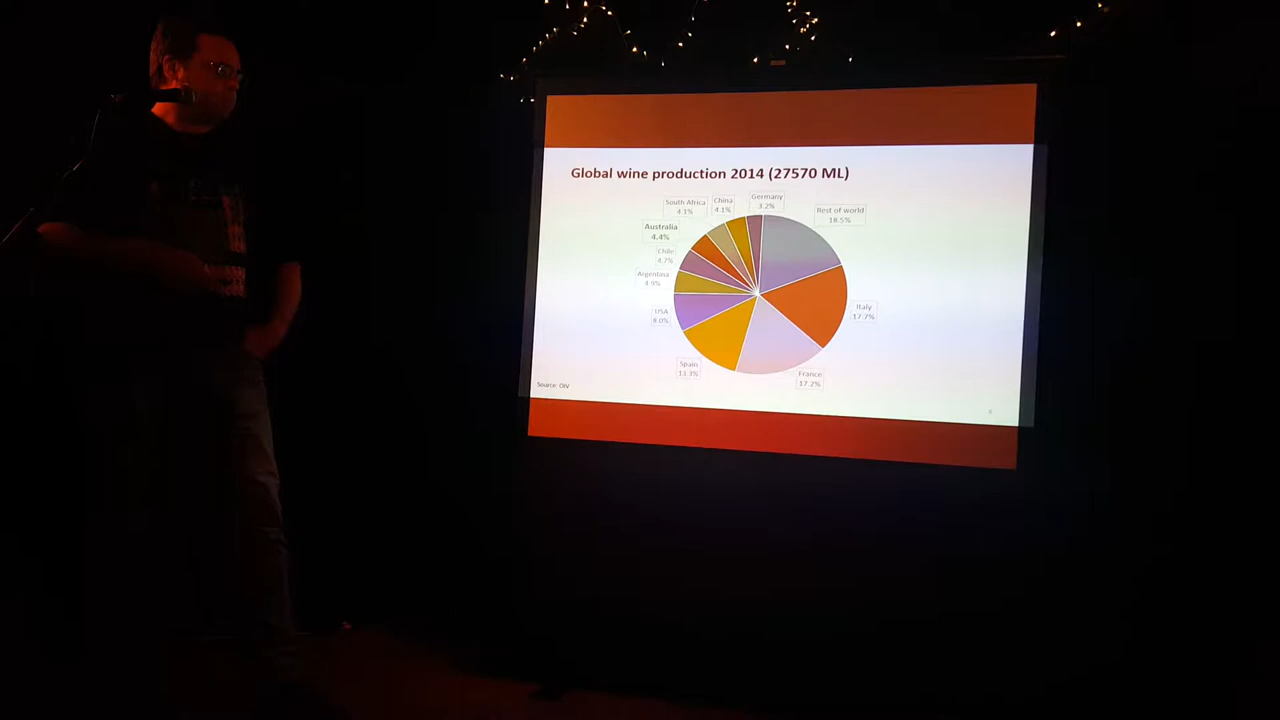 Global wine production 2014 (27570 ML)
Germany
3.2%
China
4.1%
South Africa
4.1%
Rest of world
18.5%
Australia
4.4%
Chile
4.7%
Argentina
4.9%
USA
8.0%
Italy
17.7%
Spain
13.3%
France
17.2%
Source: OIV